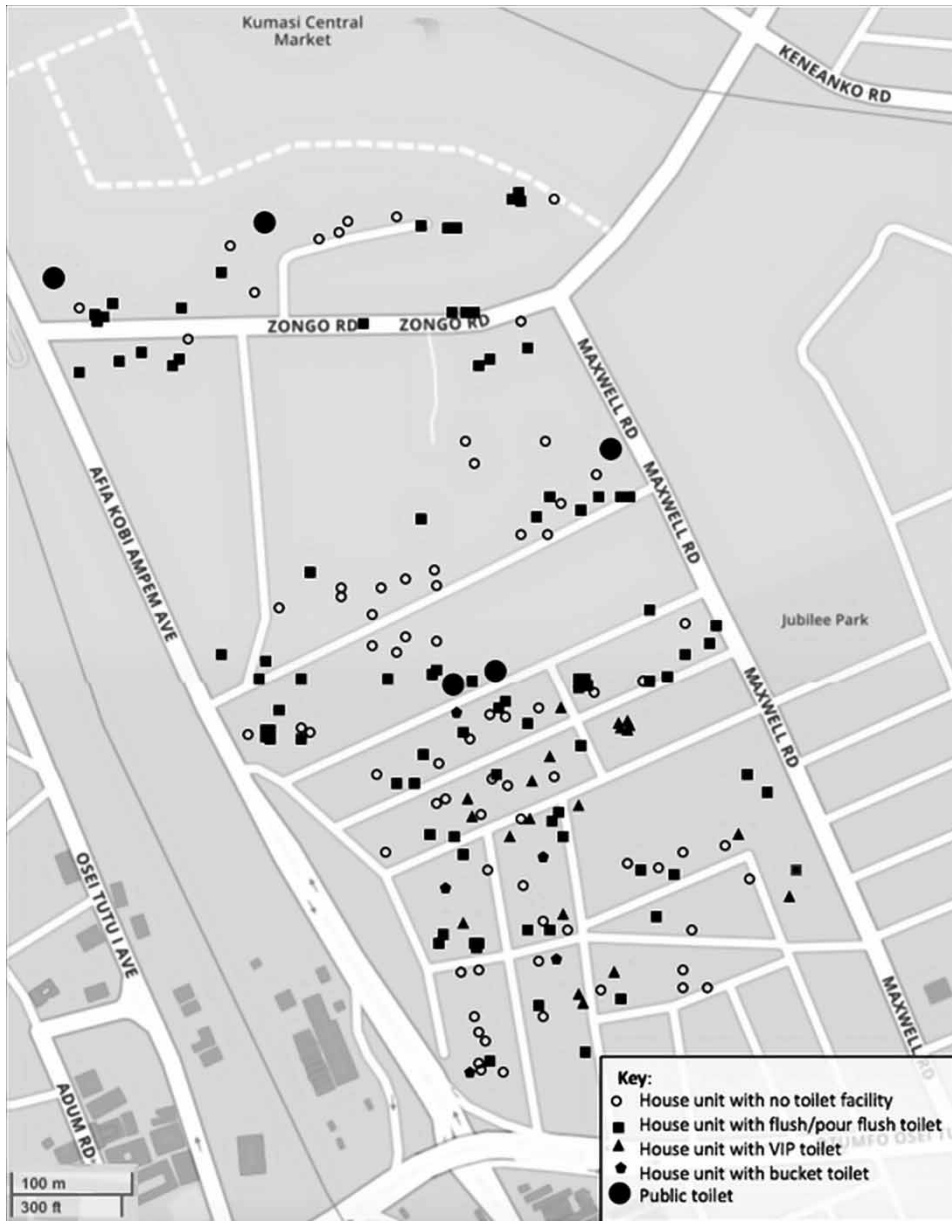 Kumasi Central
Market
KENEANKO RD
ZONGO RD
ZONGO RD
MAXWELL RD
MAXWELL RD
AFIA KOBI AMPEM AVE
Jubilee Park
MAXWELL RD
OSEI TUTU I AVE
MAXWELL RD
ADUM RD
Key:
House unit with no toilet facility
House unit with flush/pour flush toilet
House unit with VIP toilet
House unit with bucket toilet
Public toilet
100 m
300 ft